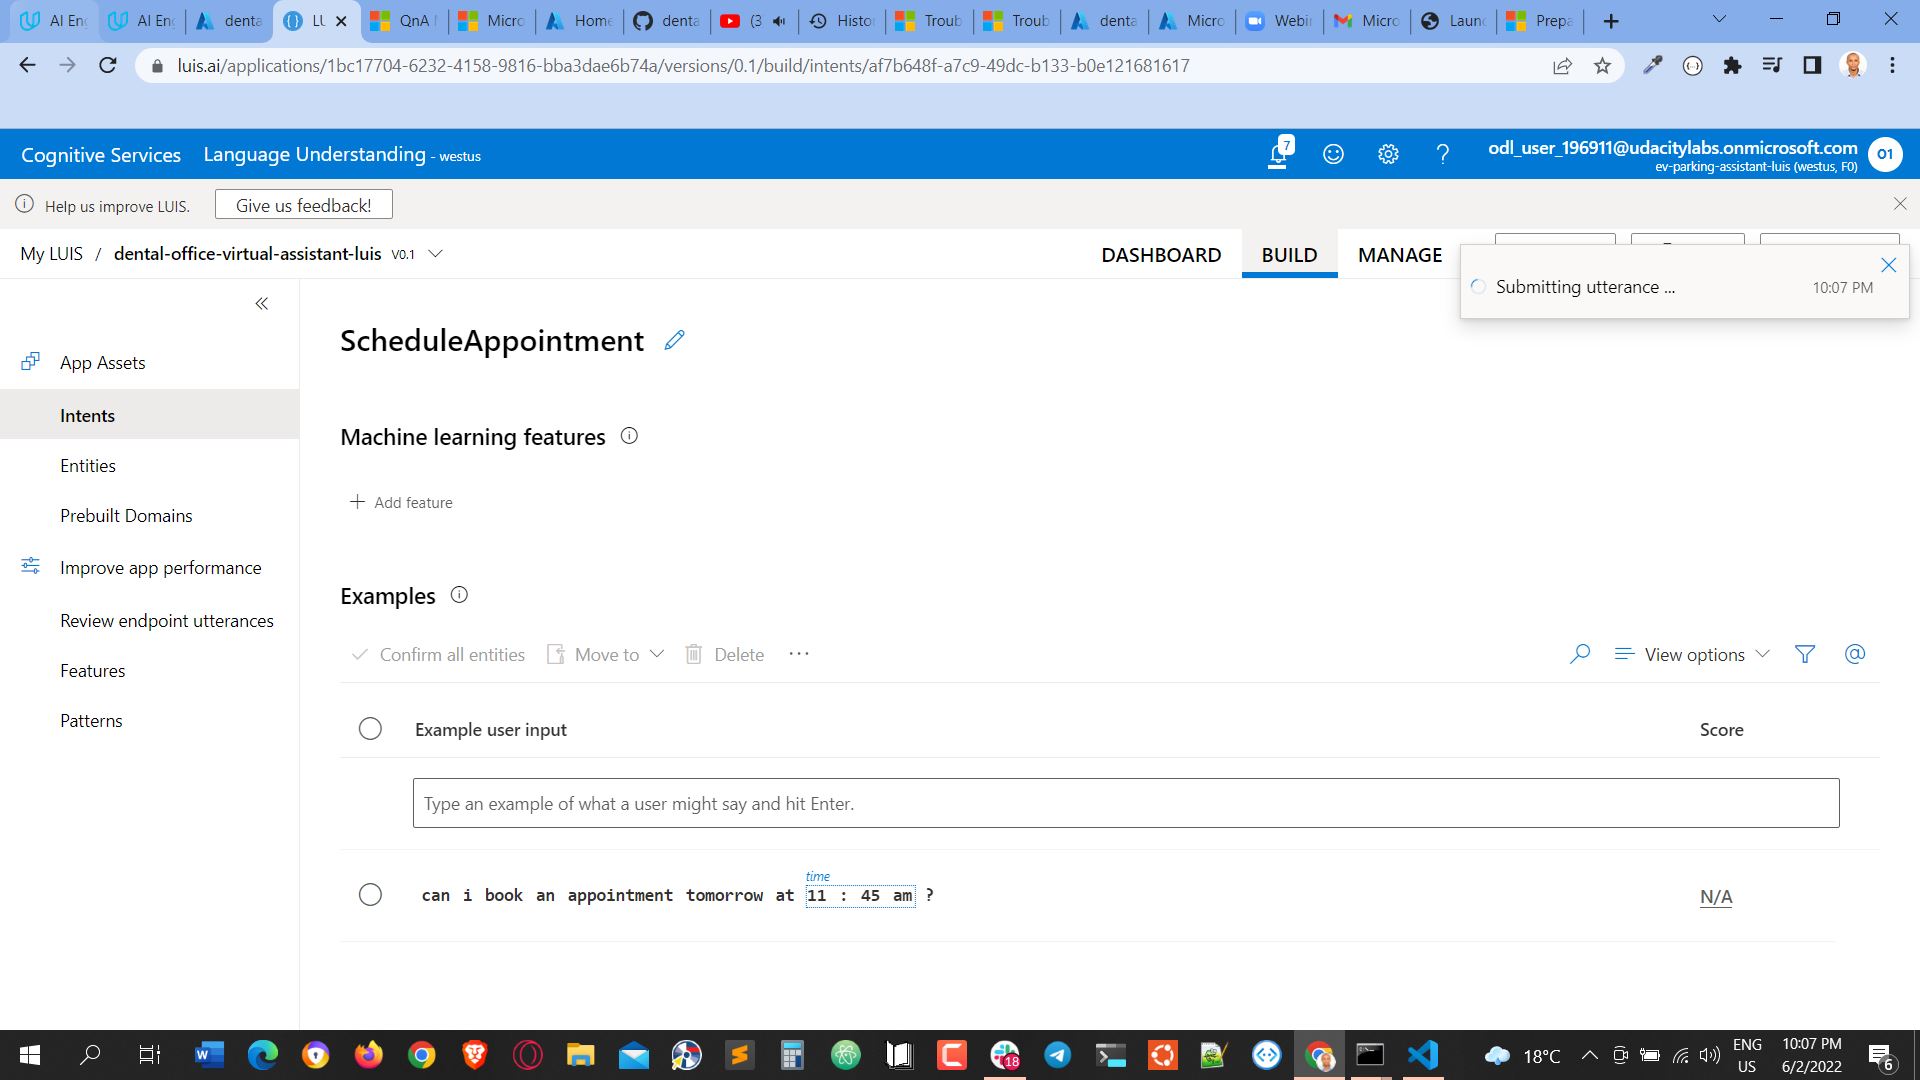 AI Eng
AI Eng
denta
LU
QnA M
Micro
Home
denta
(3
Histor
Troub
Troub
denta
Micro
Webin
Micro
Launc
Prepa
luis.ai/applications/1bc17704-6232-4158-9816-bba3dae6b74a/versions/0.1/build/intents/af7b648f-a7c9-49dc-b133-b0e121681617
Cognitive Services Language Understanding - westus
7
odl_user_196911@udacitylabs.onmicrosoft.com
ev-parking-assistant-luis (westus, F0)
O1
Help us improve LUIS. Give us feedback!
My LUIS / dental-office-virtual-assistant-luis V0.1
DASHBOARD BUILD MANAGE
Submitting utterance ... 10:07 PM
App Assets
Intents
Entities
Prebuilt Domains
Improve app performance
Review endpoint utterances
Features
Patterns
ScheduleAppointment
Machine learning features
Add feature
Examples
Confirm all entities Move to Delete ... View options
Example user input Score
Type an example of what a user might say and hit Enter.
time
can i book an appointment tomorrow at 11 : 45 am ? N/A
18
18°C
ENG
US
10:07 PM
6/2/2022
6